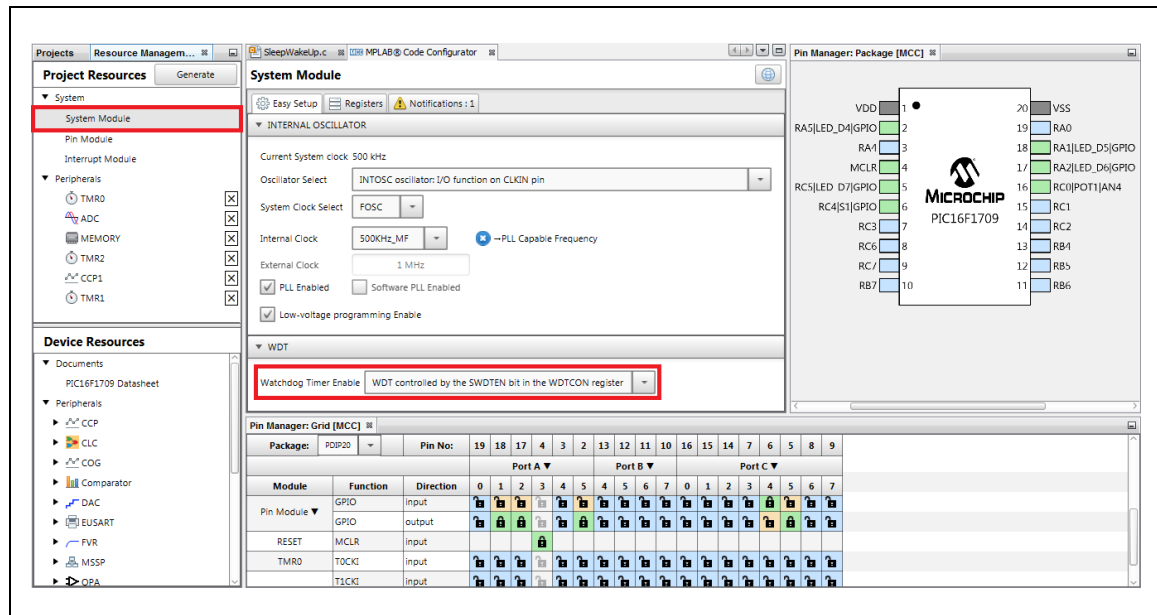 Projects Resource Managem...
Project Resources Generate
System
System Module
Pin Module
Interrupt Module
Peripherals
TMR0
ADC
MEMORY
TMR2
CCP1
TMR1
Device Resources
Documents
PIC16F1709 Datasheet
Peripherals
CCP
CLC
COG
Comparator
DAC
EUSART
FVR
MSSP
OPA
SleepWakeUp.c MPLAB® Code Configurator
System Module
Easy Setup Registers Notifications : 1
INTERNAL OSCILLATOR
Current System clock 500 kHz
Oscillator Select INTOSC oscillator: I/O function on CLKIN pin
System Clock Select FOSC
Internal Clock 500KHz_MF →PLL Capable Frequency
External Clock 1 MHz
PLL Enabled Software PLL Enabled
Low-voltage programming Enable
WDT
Watchdog Timer Enable WDT controlled by the SWDTEN bit in the WDTCON register
Pin Manager: Package [MCC]
VDD 1 20 VSS
RA5|LED_D4|GPIO 2 19 RA0
RA4 3 18 RA1|LED_D5|GPIO
MCLR 4 17 RA2|LED_D6|GPIO
RC5|LED D7|GPIO 5 16 RC0|POT1|AN4
RC4|S1|GPIO 6 15 RC1
RC3 7 14 RC2
RC6 8 13 RB4
RC7 9 12 RB5
RB7 10 11 RB6
MICROCHIP
PIC16F1709
Pin Manager: Grid [MCC]
Package: PDIP20 Pin No: 19 18 17 4 3 2 13 12 11 10 16 15 14 7 6 5 8 9
Port A ▼ Port B ▼ Port C ▼
Module Function Direction 0 1 2 3 4 5 4 5 6 7 0 1 2 3 4 5 6 7
Pin Module ▼ GPIO input
GPIO output
RESET MCLR input
TMR0 T0CKI input
T1CKI input